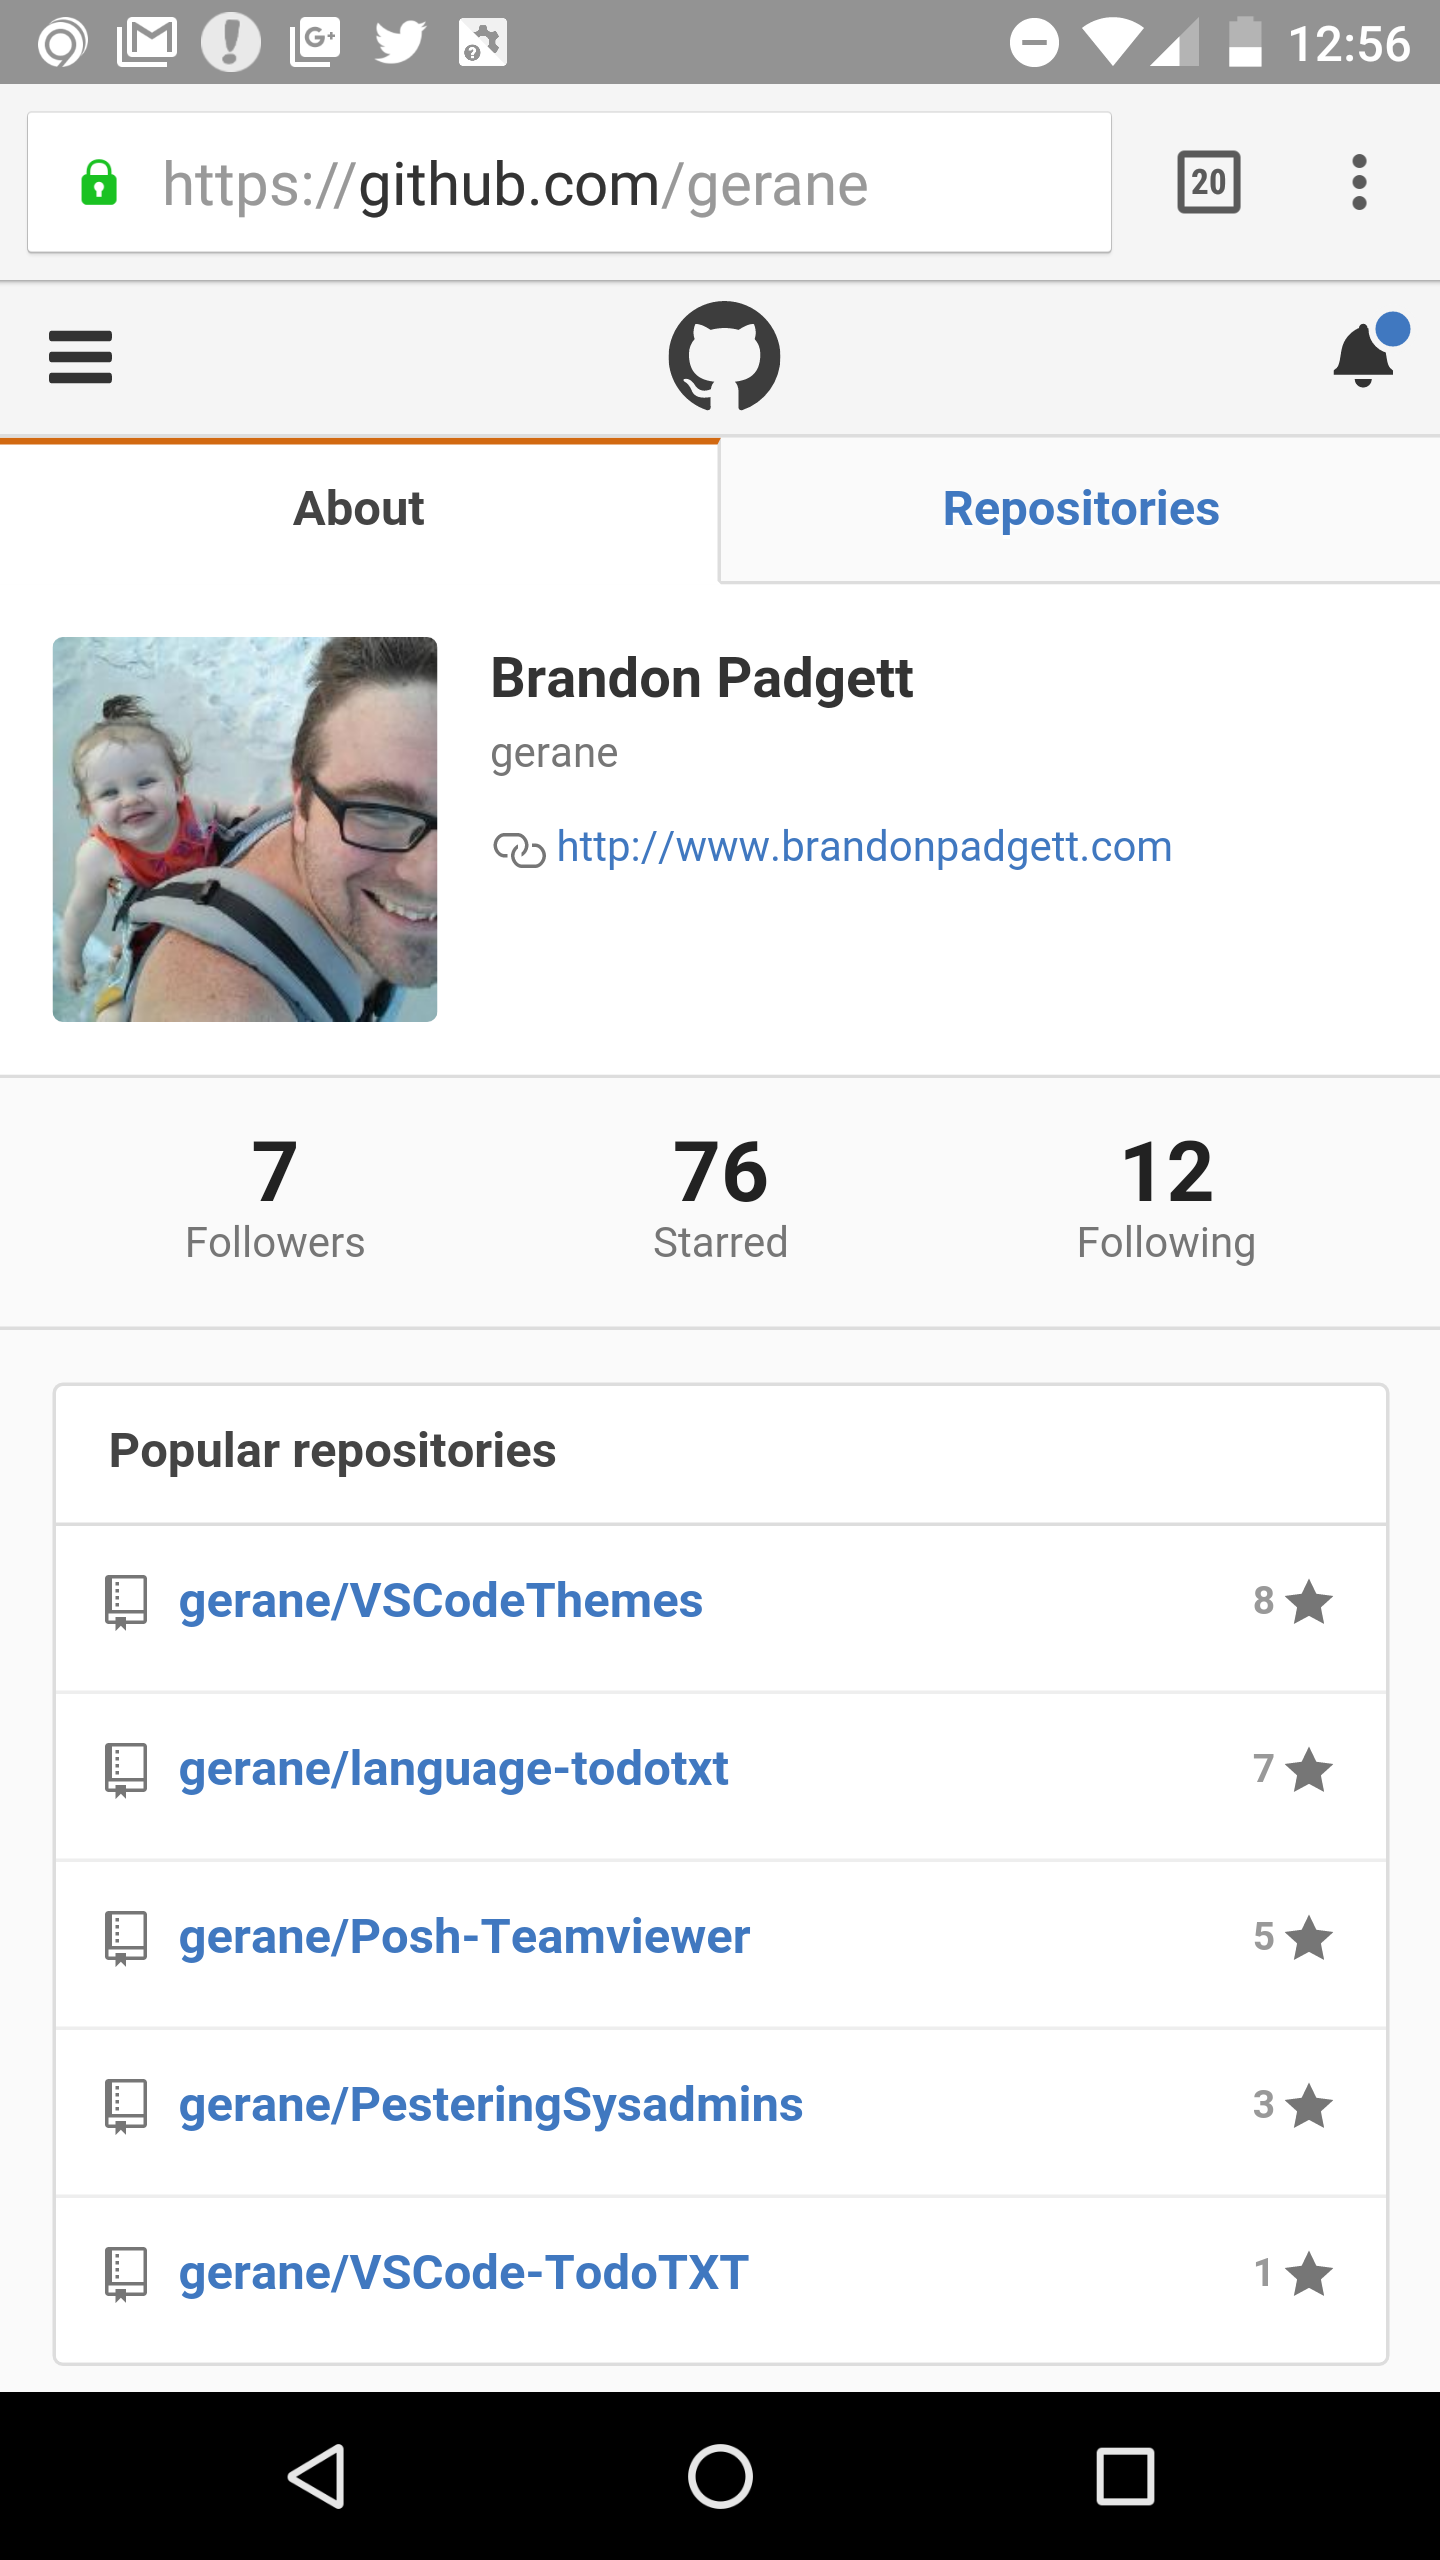 12:56
https://github.com/gerane
20
About
Repositories
Brandon Padgett
gerane
http://www.brandonpadgett.com
7
Followers
76
Starred
12
Following
Popular repositories
gerane/VSCodeThemes 8
gerane/language-todotxt 7
gerane/Posh-Teamviewer 5
gerane/PesteringSysadmins 3
gerane/VSCode-TodoTXT 1